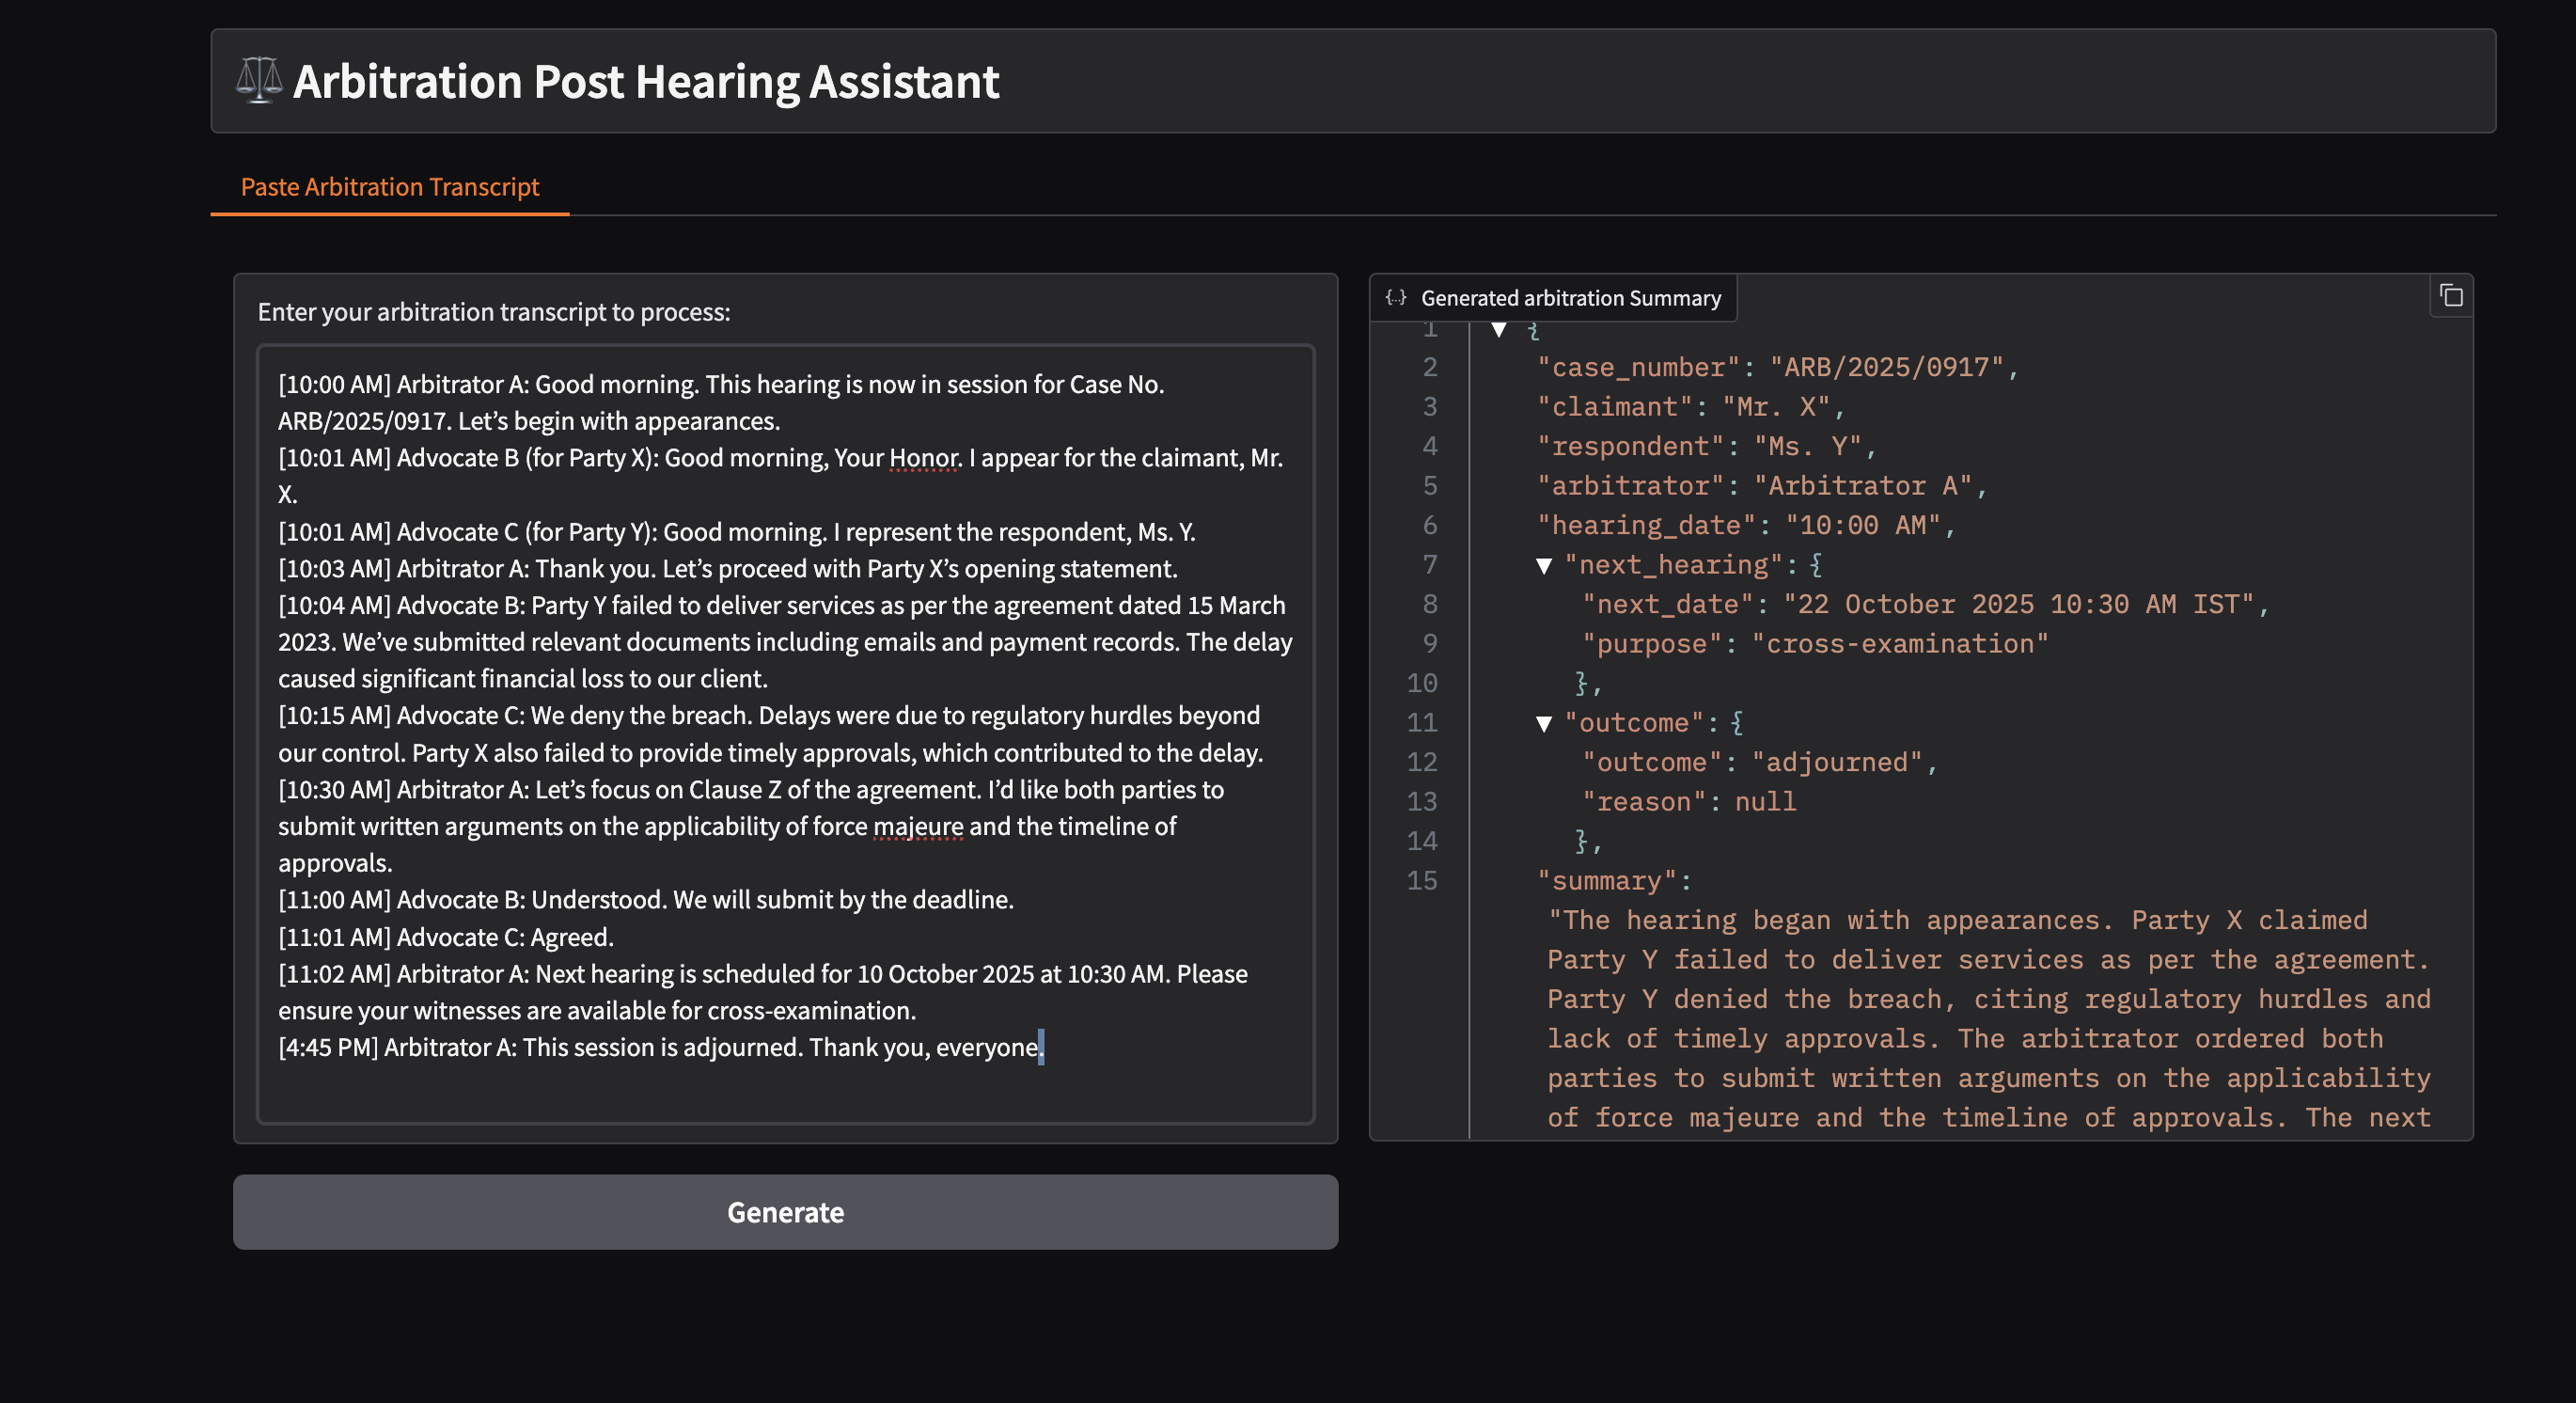 Arbitration Post Hearing Assistant
Paste Arbitration Transcript
Enter your arbitration transcript to process:
[10:00 AM] Arbitrator A: Good morning. This hearing is now in session for Case No.
ARB/2025/0917. Let’s begin with appearances.
[10:01 AM] Advocate B (for Party X): Good morning, Your Honor. I appear for the claimant, Mr.
X.
[10:01 AM] Advocate C (for Party Y): Good morning. I represent the respondent, Ms. Y.
[10:03 AM] Arbitrator A: Thank you. Let’s proceed with Party X’s opening statement.
[10:04 AM] Advocate B: Party Y failed to deliver services as per the agreement dated 15 March
2023. We’ve submitted relevant documents including emails and payment records. The delay
caused significant financial loss to our client.
[10:15 AM] Advocate C: We deny the breach. Delays were due to regulatory hurdles beyond
our control. Party X also failed to provide timely approvals, which contributed to the delay.
[10:30 AM] Arbitrator A: Let’s focus on Clause Z of the agreement. I’d like both parties to
submit written arguments on the applicability of force majeure and the timeline of
approvals.
[11:00 AM] Advocate B: Understood. We will submit by the deadline.
[11:01 AM] Advocate C: Agreed.
[11:02 AM] Arbitrator A: Next hearing is scheduled for 10 October 2025 at 10:30 AM. Please
ensure your witnesses are available for cross-examination.
[4:45 PM] Arbitrator A: This session is adjourned. Thank you, everyone.
Generate
{...} Generated arbitration Summary
1 {
2 "case_number": "ARB/2025/0917",
3 "claimant": "Mr. X",
4 "respondent": "Ms. Y",
5 "arbitrator": "Arbitrator A",
6 "hearing_date": "10:00 AM",
7 "next_hearing": {
8 "next_date": "22 October 2025 10:30 AM IST",
9 "purpose": "cross-examination"
10 },
11 "outcome": {
12 "outcome": "adjourned",
13 "reason": null
14 },
15 "summary":
"The hearing began with appearances. Party X claimed
Party Y failed to deliver services as per the agreement.
Party Y denied the breach, citing regulatory hurdles and
lack of timely approvals. The arbitrator ordered both
parties to submit written arguments on the applicability
of force majeure and the timeline of approvals. The next